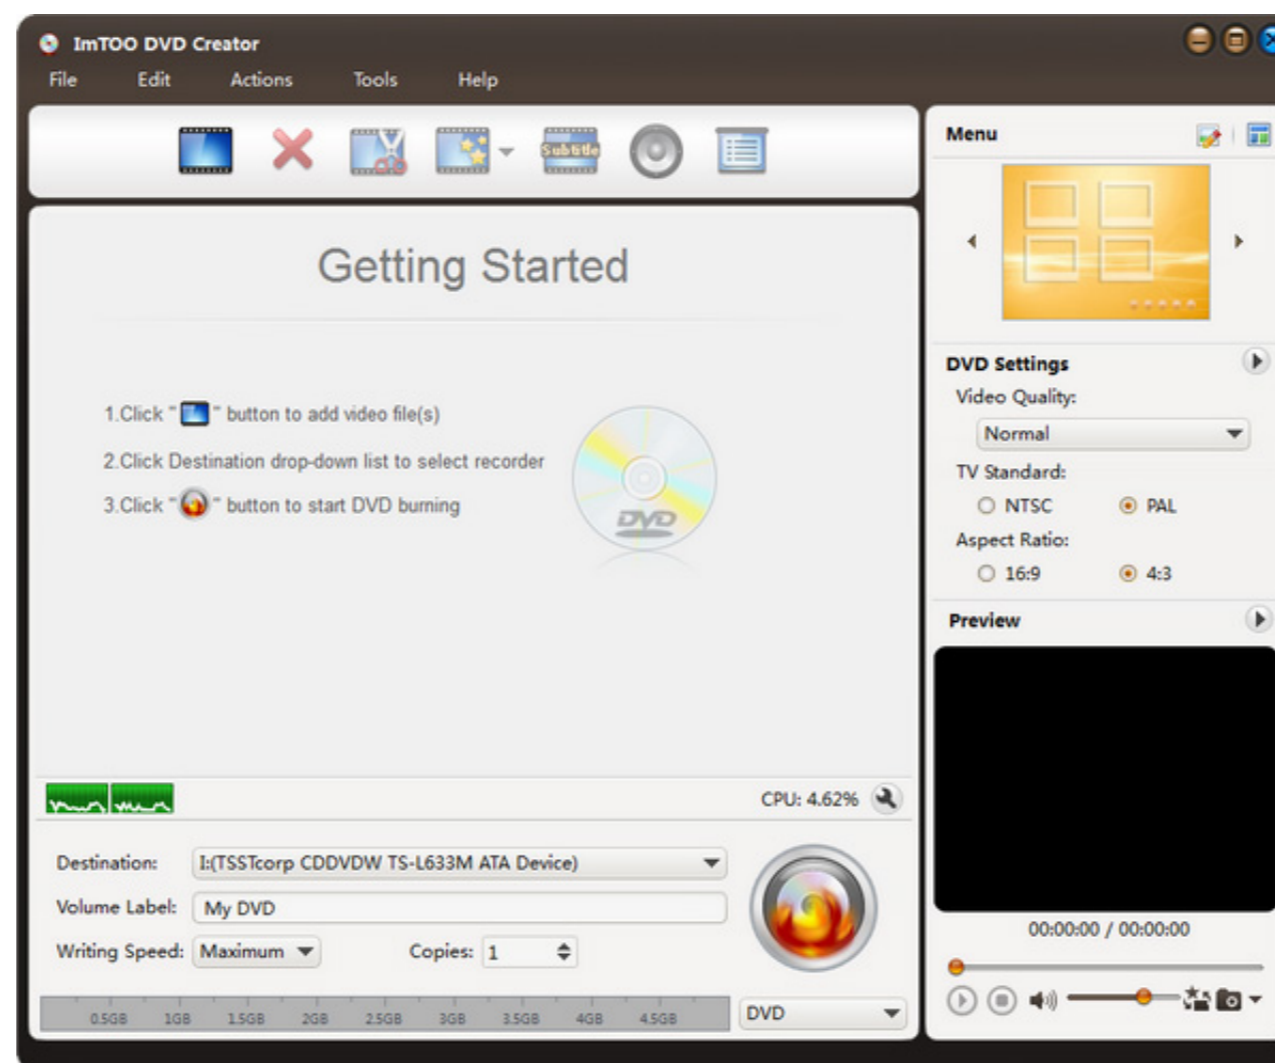 ImTOO DVD Creator
File Edit Actions Tools Help
Subtitle
Menu
Getting Started
1.Click " " button to add video file(s)
2.Click Destination drop-down list to select recorder
3.Click " " button to start DVD burning
DVD
DVD Settings
Video Quality:
Normal
TV Standard:
NTSC PAL
Aspect Ratio:
16:9 4:3
Preview
CPU: 4.62%
Destination: I:(TSSTcorp CDDVDW TS-L633M ATA Device)
Volume Label: My DVD
Writing Speed: Maximum Copies: 1
0.5GB 1GB 1.5GB 2GB 2.5GB 3GB 3.5GB 4GB 4.5GB
DVD
00:00:00 / 00:00:00